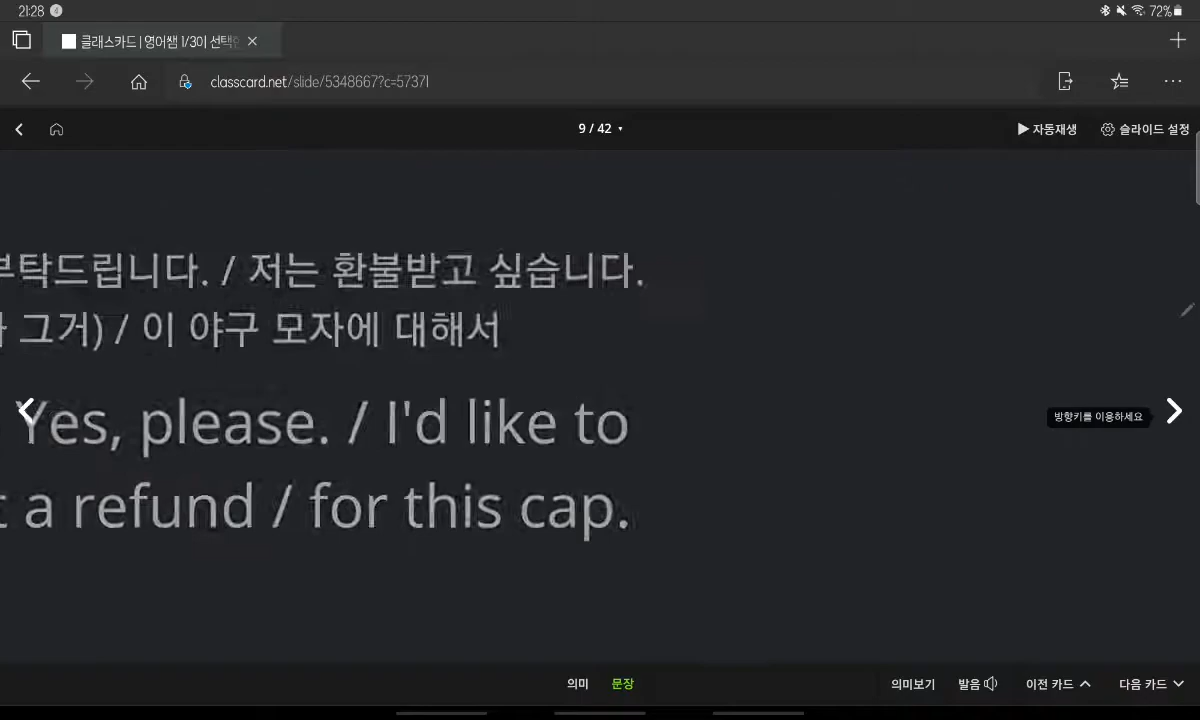 21:28 4 72%
클래스카드 | 영어쌤 1/3이 선택한
classcard.net/slide/5348667?c=57371
9 / 42
자동재생 슬라이드 설정
부탁드립니다. / 저는 환불받고 싶습니다.
그거) / 이 야구 모자에 대해서
Yes, please. / I'd like to
t a refund / for this cap.
방향키를 이용하세요
의미 문장 의미보기 발음 이전 카드 다음 카드